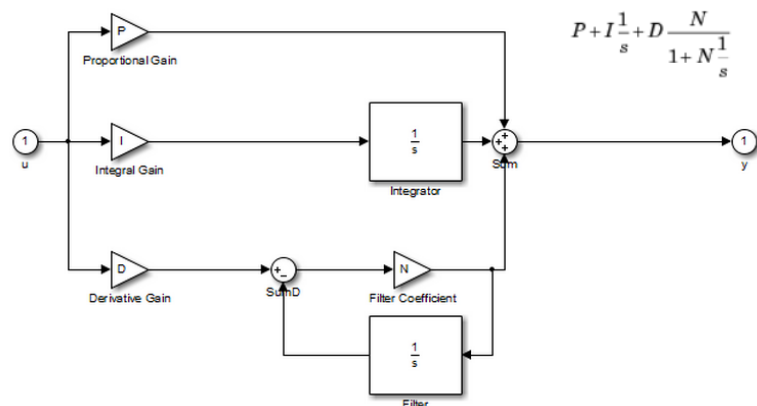 P
Proportional Gain
P + I 1/s + D N/(1 + N 1/s)
1
u
I
Integral Gain
1
s
Integrator
+
+
+
Sum
1
y
D
Derivative Gain
+
−
SumD
N
Filter Coefficient
1
s
Filter